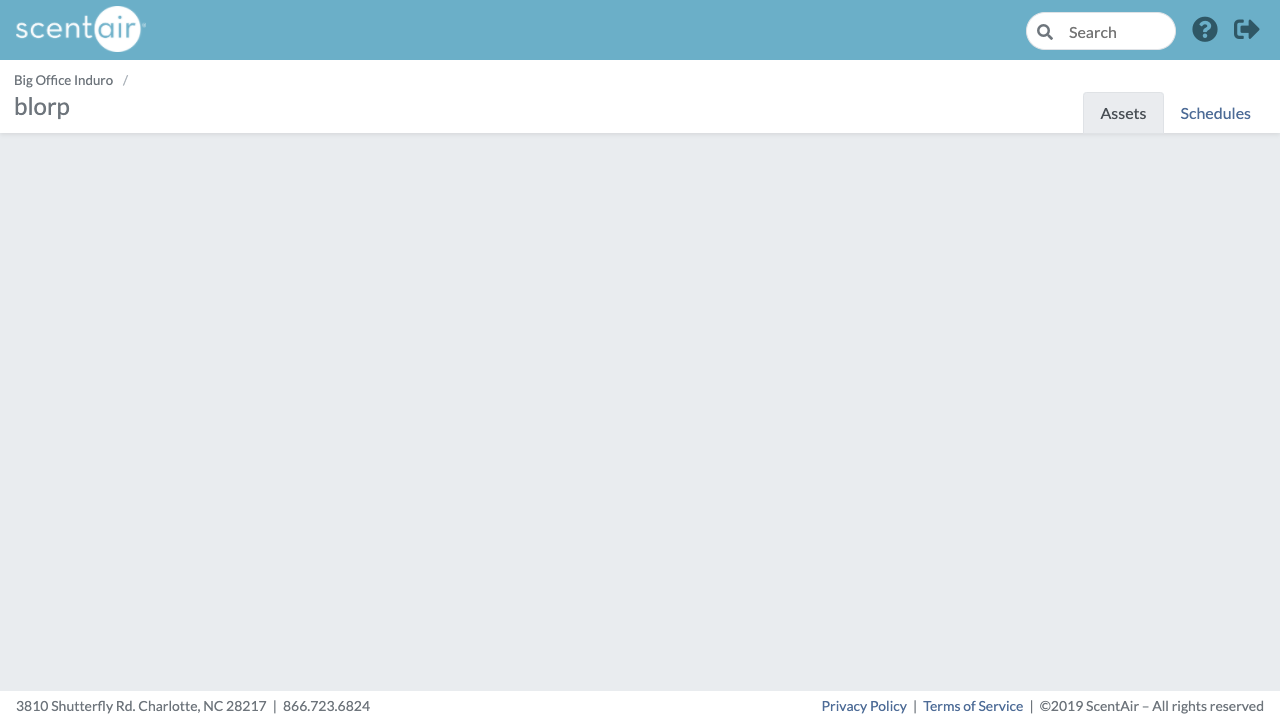 scentair
Search
Big Office Induro /
blorp
Assets
Schedules
3810 Shutterfly Rd. Charlotte, NC 28217 | 866.723.6824
Privacy Policy | Terms of Service | ©2019 ScentAir – All rights reserved